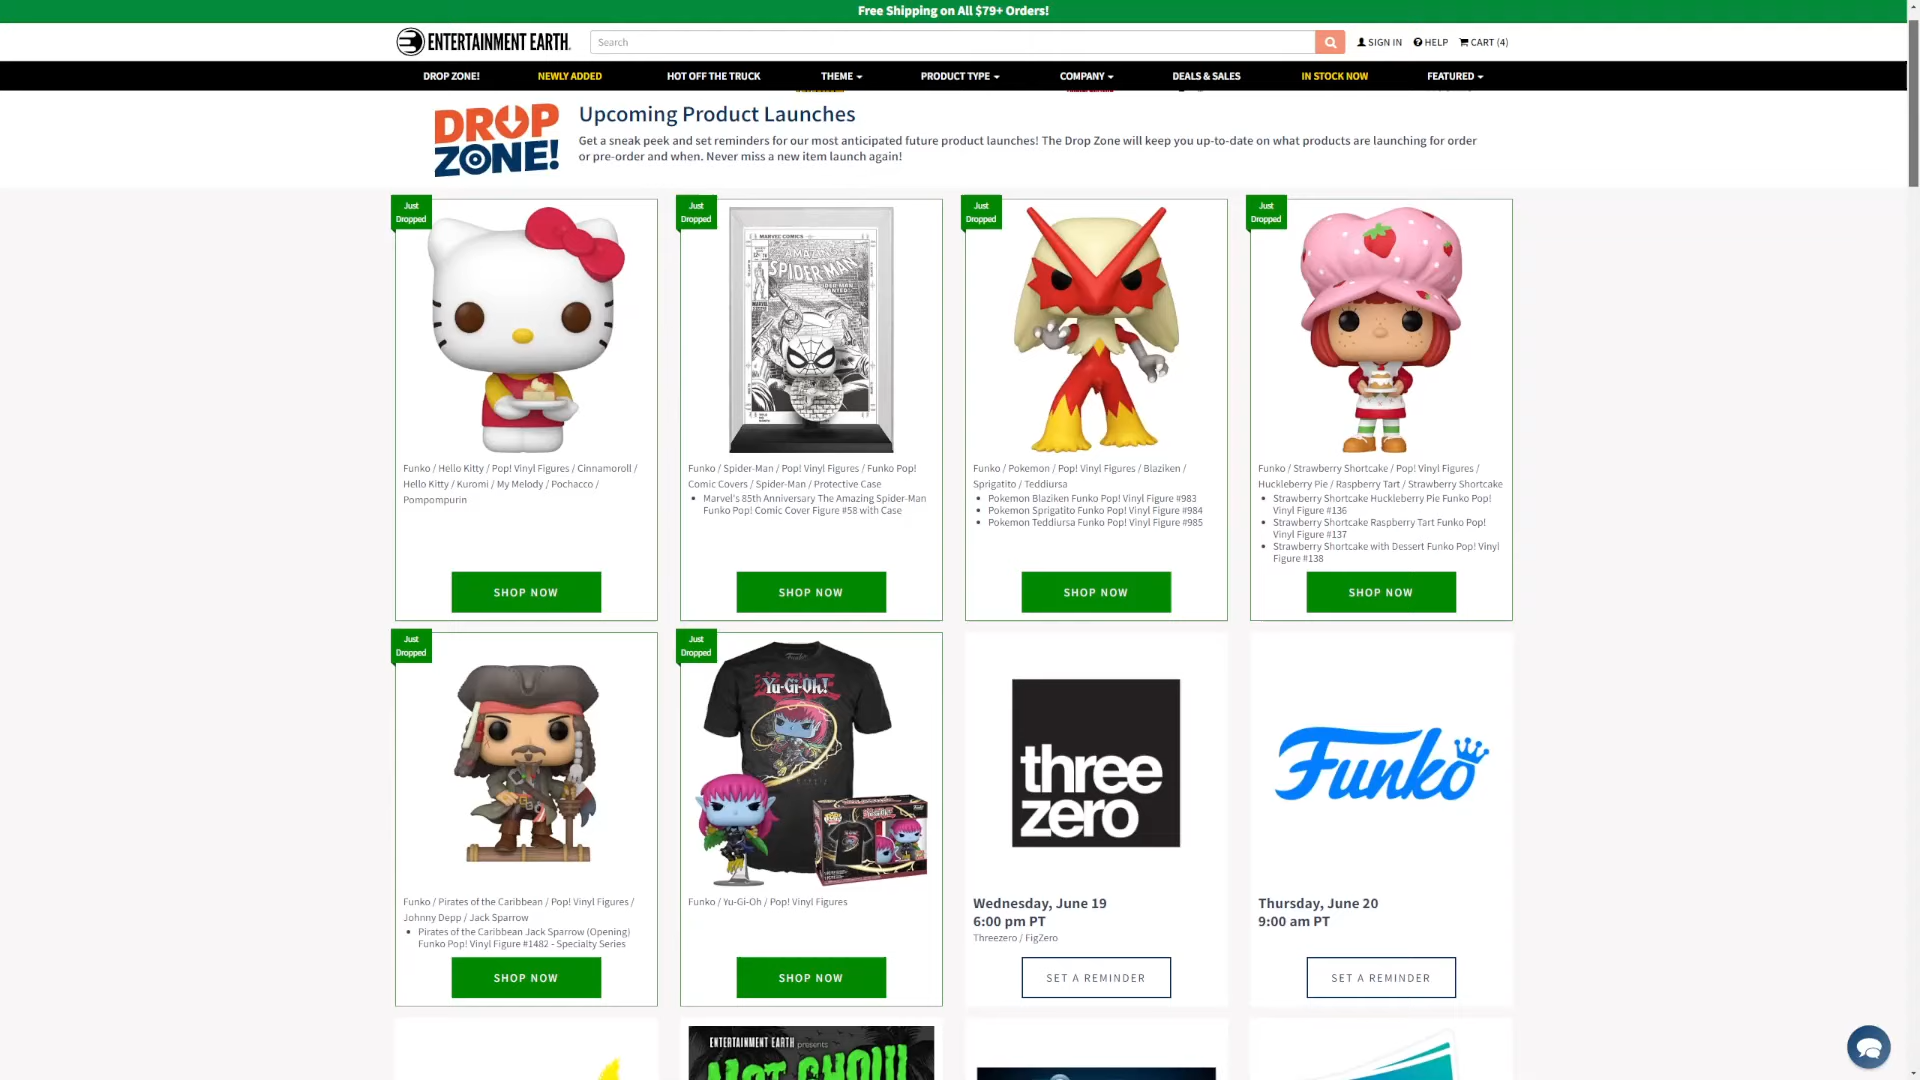 Free Shipping on All $79+ Orders!
ENTERTAINMENT EARTH
Search
SIGN IN
HELP
CART (4)
DROP ZONE!
NEWLY ADDED
HOT OFF THE TRUCK
THEME
PRODUCT TYPE
COMPANY
DEALS & SALES
IN STOCK NOW
FEATURED
DROP
ZONE!
Upcoming Product Launches
Get a sneak peek and set reminders for our most anticipated future product launches! The Drop Zone will keep you up-to-date on what products are launching for order
or pre-order and when. Never miss a new item launch again!
Just
Dropped
Funko / Hello Kitty / Pop! Vinyl Figures / Cinnamoroll /
Hello Kitty / Kuromi / My Melody / Pochacco /
Pompompurin
SHOP NOW
Just
Dropped
MARVEL COMICS
AMAZING
SPIDER-MAN
Funko / Spider-Man / Pop! Vinyl Figures / Funko Pop!
Comic Covers / Spider-Man / Protective Case
Marvel's 85th Anniversary The Amazing Spider-Man
Funko Pop! Comic Cover Figure #58 with Case
SHOP NOW
Just
Dropped
Funko / Pokemon / Pop! Vinyl Figures / Blaziken /
Sprigatito / Teddiursa
Pokemon Blaziken Funko Pop! Vinyl Figure #983
Pokemon Sprigatito Funko Pop! Vinyl Figure #984
Pokemon Teddiursa Funko Pop! Vinyl Figure #985
SHOP NOW
Just
Dropped
Funko / Strawberry Shortcake / Pop! Vinyl Figures /
Huckleberry Pie / Raspberry Tart / Strawberry Shortcake
Strawberry Shortcake Huckleberry Pie Funko Pop!
Vinyl Figure #136
Strawberry Shortcake Raspberry Tart Funko Pop!
Vinyl Figure #137
Strawberry Shortcake with Dessert Funko Pop! Vinyl
Figure #138
SHOP NOW
Just
Dropped
Funko / Pirates of the Caribbean / Pop! Vinyl Figures /
Johnny Depp / Jack Sparrow
Pirates of the Caribbean Jack Sparrow (Opening)
Funko Pop! Vinyl Figure #1482 - Specialty Series
SHOP NOW
Just
Dropped
Yu-Gi-Oh!
Funko / Yu-Gi-Oh / Pop! Vinyl Figures
SHOP NOW
three
zero
Wednesday, June 19
6:00 pm PT
Threezero / FigZero
SET A REMINDER
Funko
Thursday, June 20
9:00 am PT
SET A REMINDER
ENTERTAINMENT EARTH presents